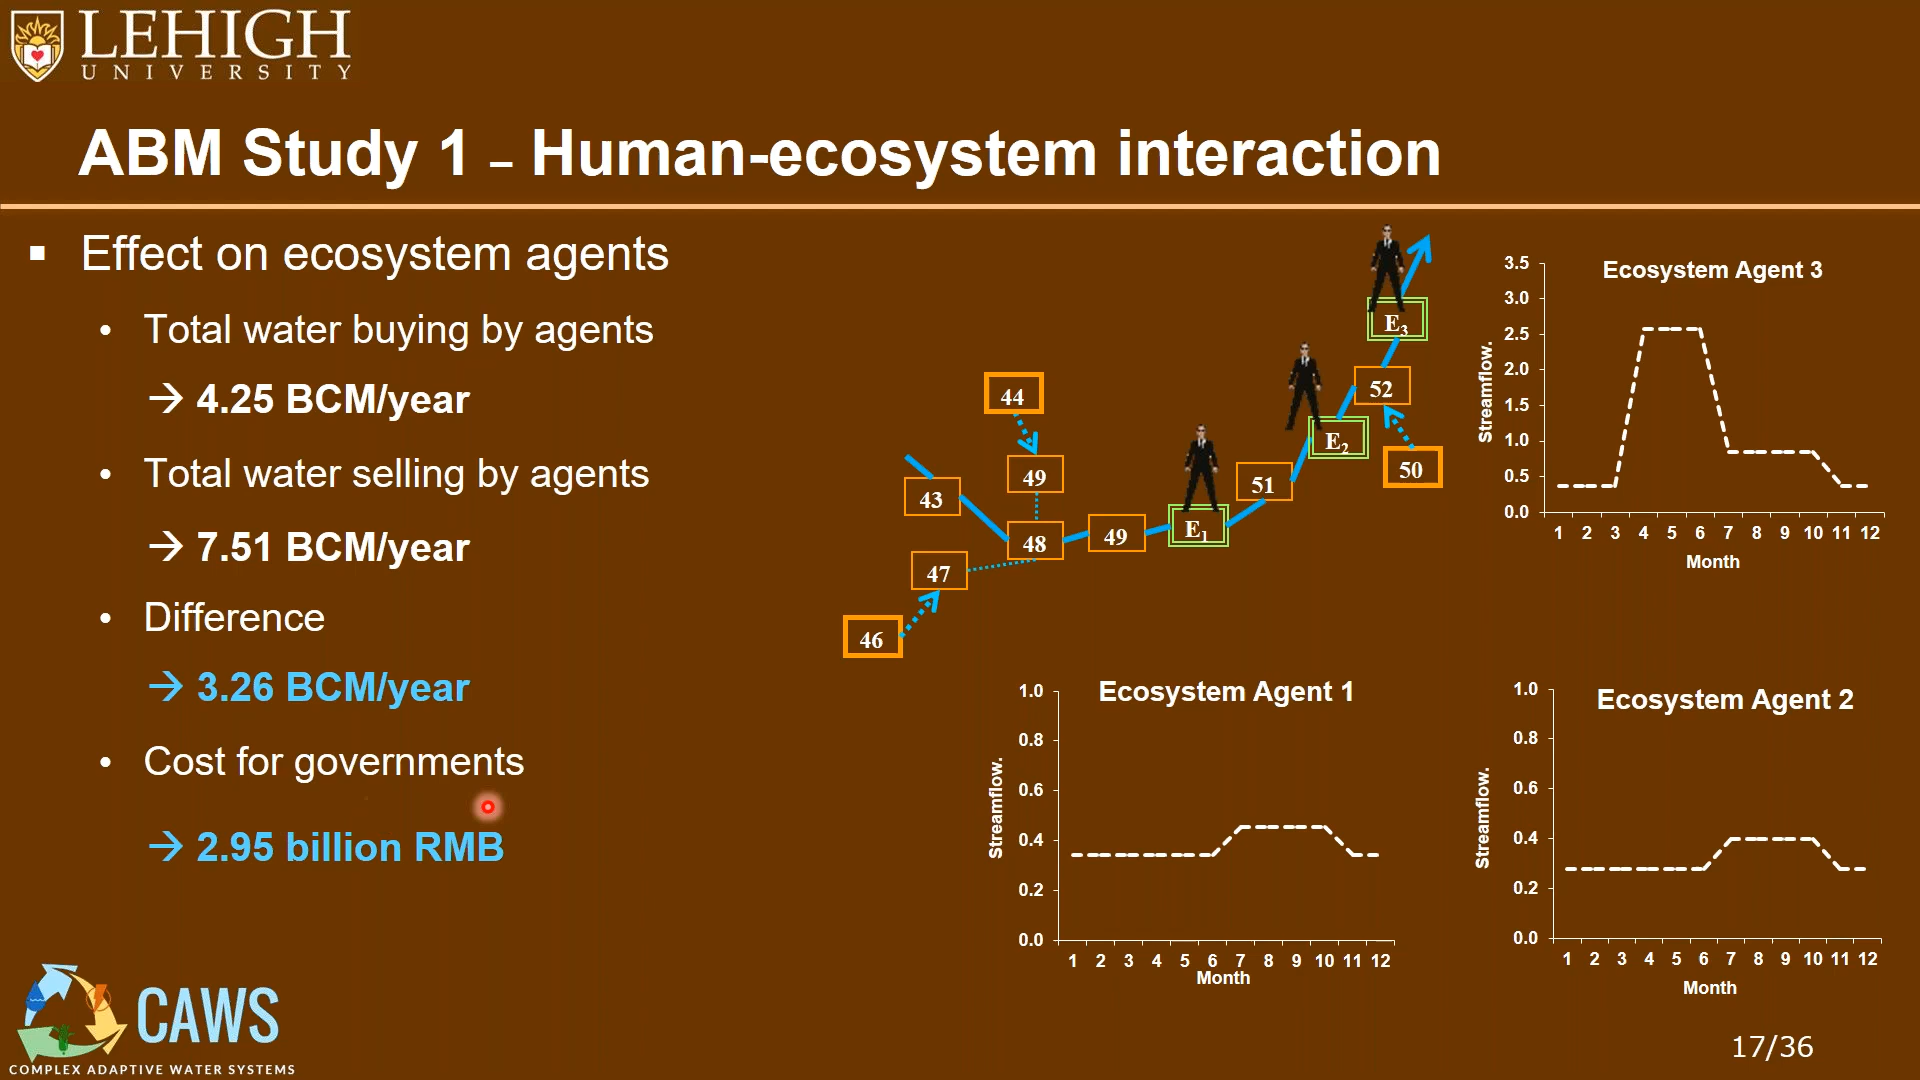 LEHIGH
UNIVERSITY
ABM Study 1 – Human-ecosystem interaction
▪ Effect on ecosystem agents
• Total water buying by agents
→ 4.25 BCM/year
• Total water selling by agents
→ 7.51 BCM/year
• Difference
→ 3.26 BCM/year
• Cost for governments
→ 2.95 billion RMB
E3
52
44
E2
50
49
51
43
E1
49
48
47
46
Ecosystem Agent 3
3.5
3.0
2.5
2.0
1.5
1.0
0.5
0.0
Streamflow.
1 2 3 4 5 6 7 8 9 10 11 12
Month
Ecosystem Agent 1
1.0
0.8
0.6
0.4
0.2
0.0
Streamflow.
1 2 3 4 5 6 7 8 9 10 11 12
Month
Ecosystem Agent 2
1.0
0.8
0.6
0.4
0.2
0.0
Streamflow.
1 2 3 4 5 6 7 8 9 10 11 12
Month
CAWS
COMPLEX ADAPTIVE WATER SYSTEMS
17/36